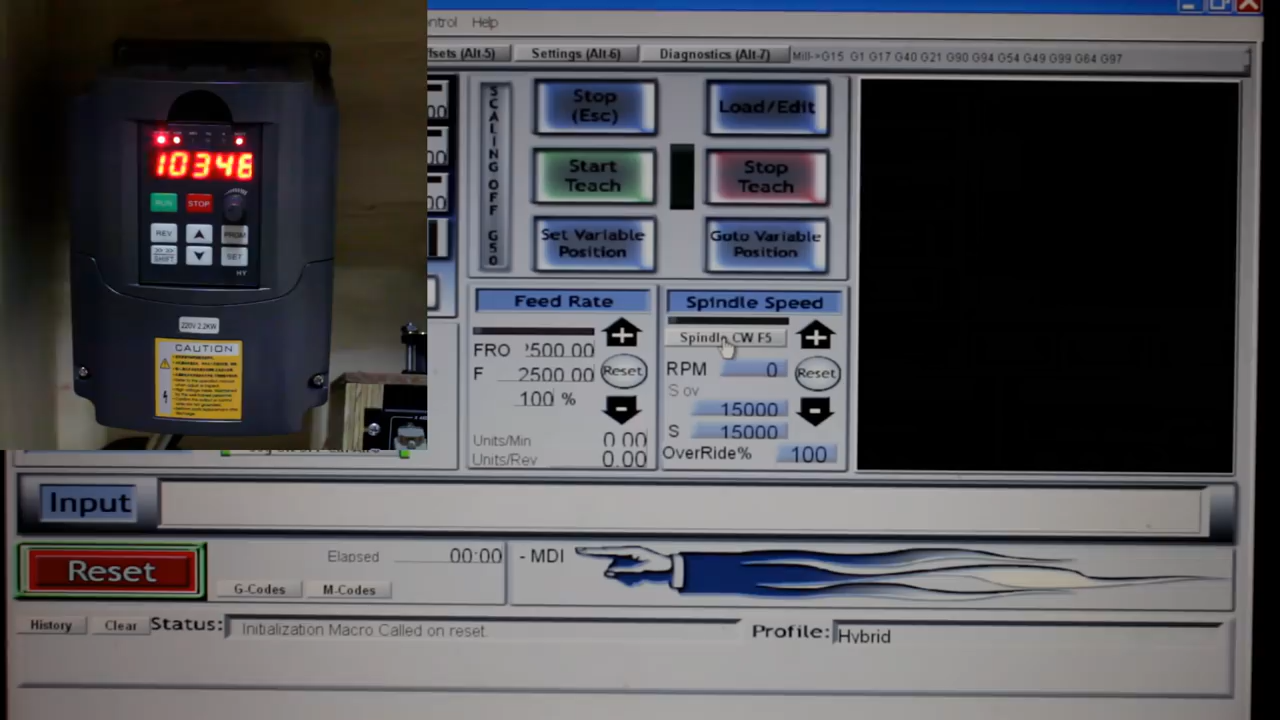 ntrol Help
fsets (Alt-5) Settings (Alt-6) Diagnostics (Alt-7) Mill->G15 G1 G17 G40 G21 G90 G94 G54 G49 G99 G64 G97
SCALING OFF G50
Stop (Esc)
Load/Edit
Start Teach
Stop Teach
Set Variable Position
Goto Variable Position
10346
RUN STOP
REV PRGM
>> SHIFT SET
HY
220V 2.2KW
CAUTION
Feed Rate
FRO 2500.00
F 2500.00
Reset
100 %
Units/Min 0.00
Units/Rev 0.00
Spindle Speed
Spindle CW F5
RPM 0
Reset
S ov
15000
S 15000
OverRide% 100
Input
Reset
Elapsed 00:00
G-Codes M-Codes
- MDI
History Clear Status: Initialization Macro Called on reset. Profile: Hybrid